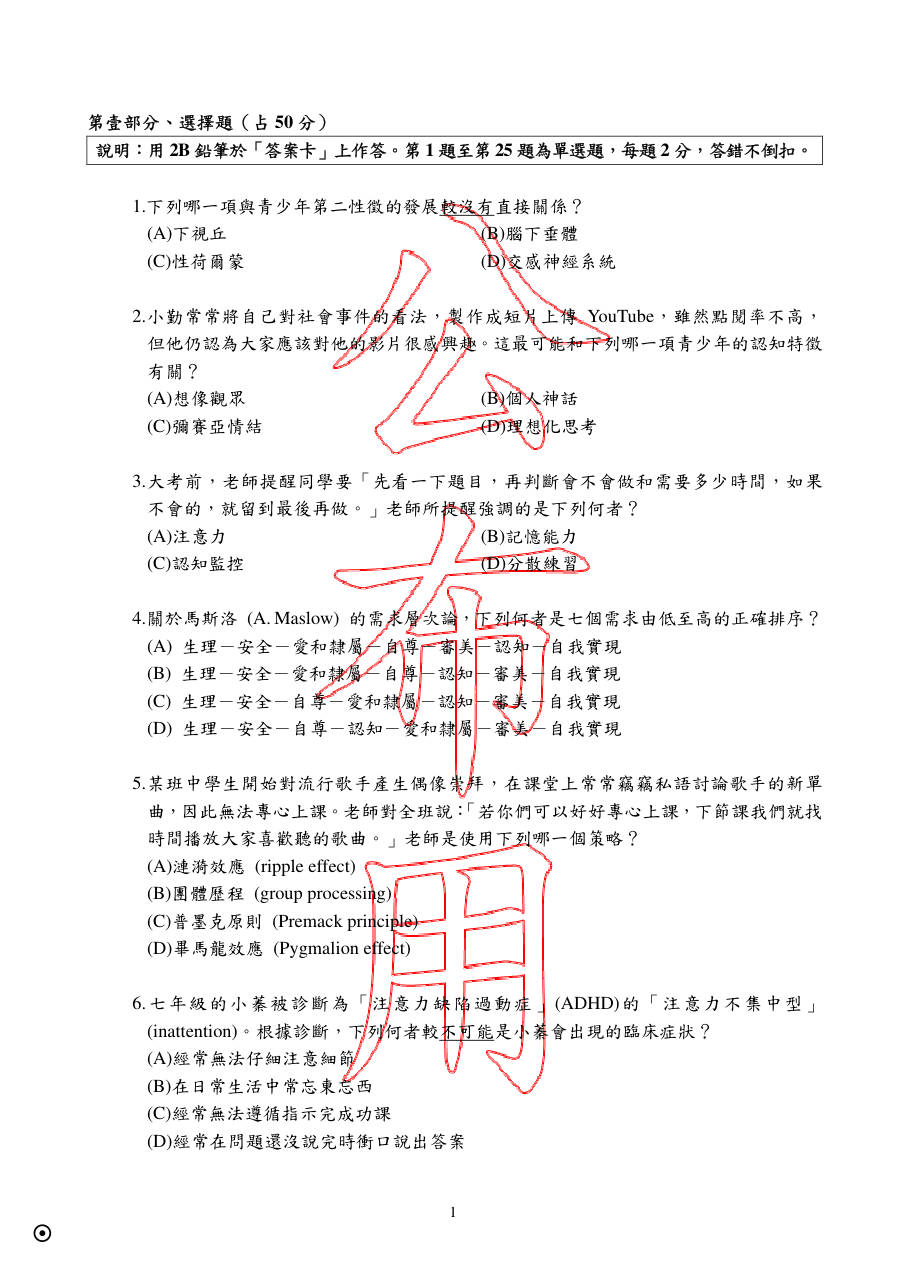 第壹部分、選擇題（占 50 分）
說明：用 2B 鉛筆於「答案卡」上作答。第 1 題至第 25 題為單選題，每題 2 分，答錯不倒扣。
1.下列哪一項與青少年第二性徵的發展較沒有直接關係？
(A)下視丘 (B)腦下垂體
(C)性荷爾蒙 (D)交感神經系統
2.小勤常常將自己對社會事件的看法，製作成短片上傳 YouTube，雖然點閱率不高，
但他仍認為大家應該對他的影片很感興趣。這最可能和下列哪一項青少年的認知特徵
有關？
(A)想像觀眾 (B)個人神話
(C)彌賽亞情結 (D)理想化思考
3.大考前，老師提醒同學要「先看一下題目，再判斷會不會做和需要多少時間，如果
不會的，就留到最後再做。」老師所提醒強調的是下列何者？
(A)注意力 (B)記憶能力
(C)認知監控 (D)分散練習
4.關於馬斯洛 (A. Maslow) 的需求層次論，下列何者是七個需求由低至高的正確排序？
(A) 生理－安全－愛和隸屬－自尊－審美－認知－自我實現
(B) 生理－安全－愛和隸屬－自尊－認知－審美－自我實現
(C) 生理－安全－自尊－愛和隸屬－認知－審美－自我實現
(D) 生理－安全－自尊－認知－愛和隸屬－審美－自我實現
5.某班中學生開始對流行歌手產生偶像崇拜，在課堂上常常竊竊私語討論歌手的新單
曲，因此無法專心上課。老師對全班說：「若你們可以好好專心上課，下節課我們就找
時間播放大家喜歡聽的歌曲。」老師是使用下列哪一個策略？
(A)漣漪效應 (ripple effect)
(B)團體歷程 (group processing)
(C)普墨克原則 (Premack principle)
(D)畢馬龍效應 (Pygmalion effect)
6.七年級的小蓁被診斷為「注意力缺陷過動症」(ADHD)的「注意力不集中型」
(inattention)。根據診斷，下列何者較不可能是小蓁會出現的臨床症狀？
(A)經常無法仔細注意細節
(B)在日常生活中常忘東忘西
(C)經常無法遵循指示完成功課
(D)經常在問題還沒說完時衝口說出答案
1
公布用